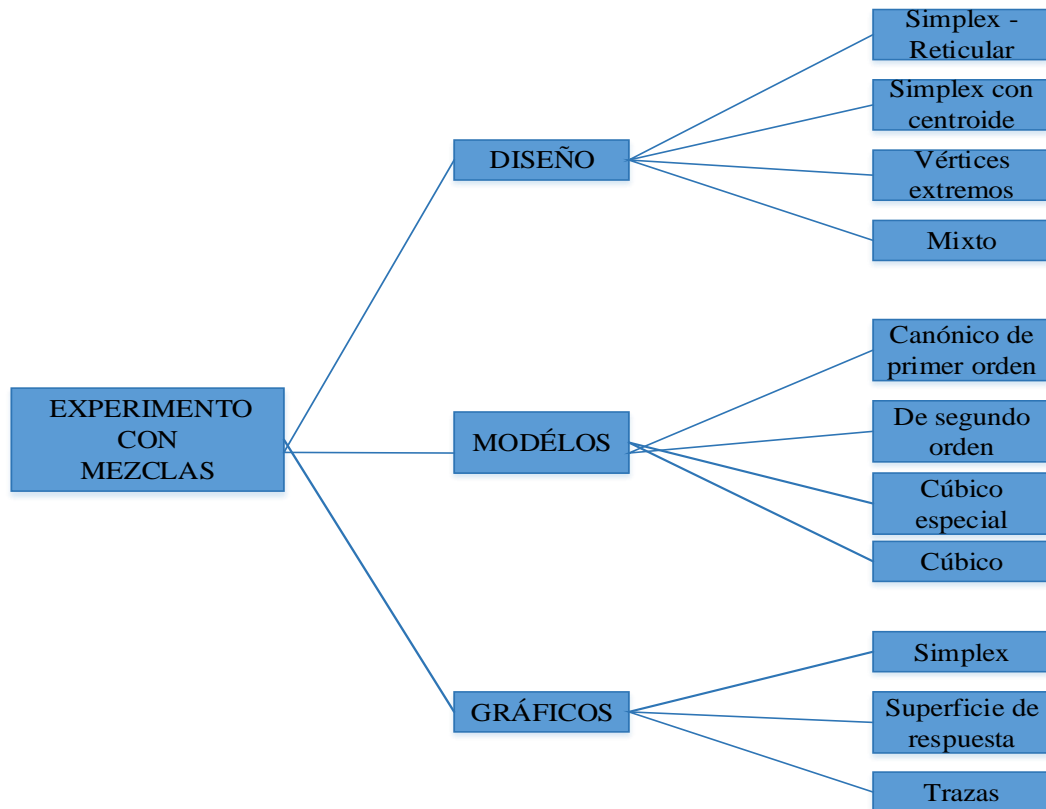 EXPERIMENTO
CON
MEZCLAS
DISEÑO
Simplex -
Reticular
Simplex con
centroide
Vértices
extremos
Mixto
MODÉLOS
Canónico de
primer orden
De segundo
orden
Cúbico
especial
Cúbico
GRÁFICOS
Simplex
Superficie de
respuesta
Trazas